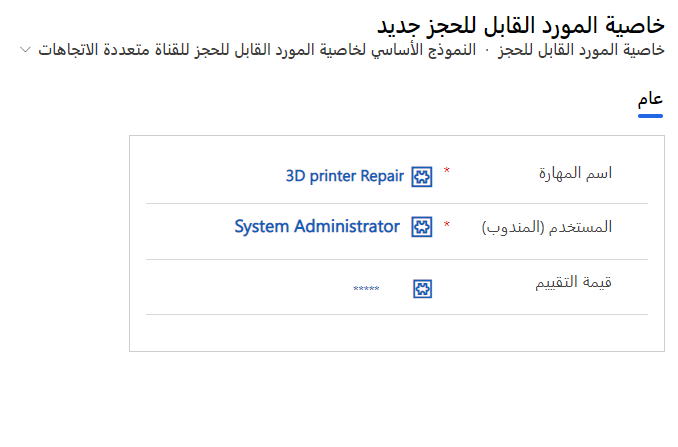 خاصية المورد القابل للحجز جديد
خاصية المورد القابل للحجز · النموذج الأساسي لخاصية المورد القابل للحجز للقناة متعددة الاتجاهات
عام
اسم المهارة * 3D printer Repair
المستخدم (المندوب) * System Administrator
قيمة التقييم *****